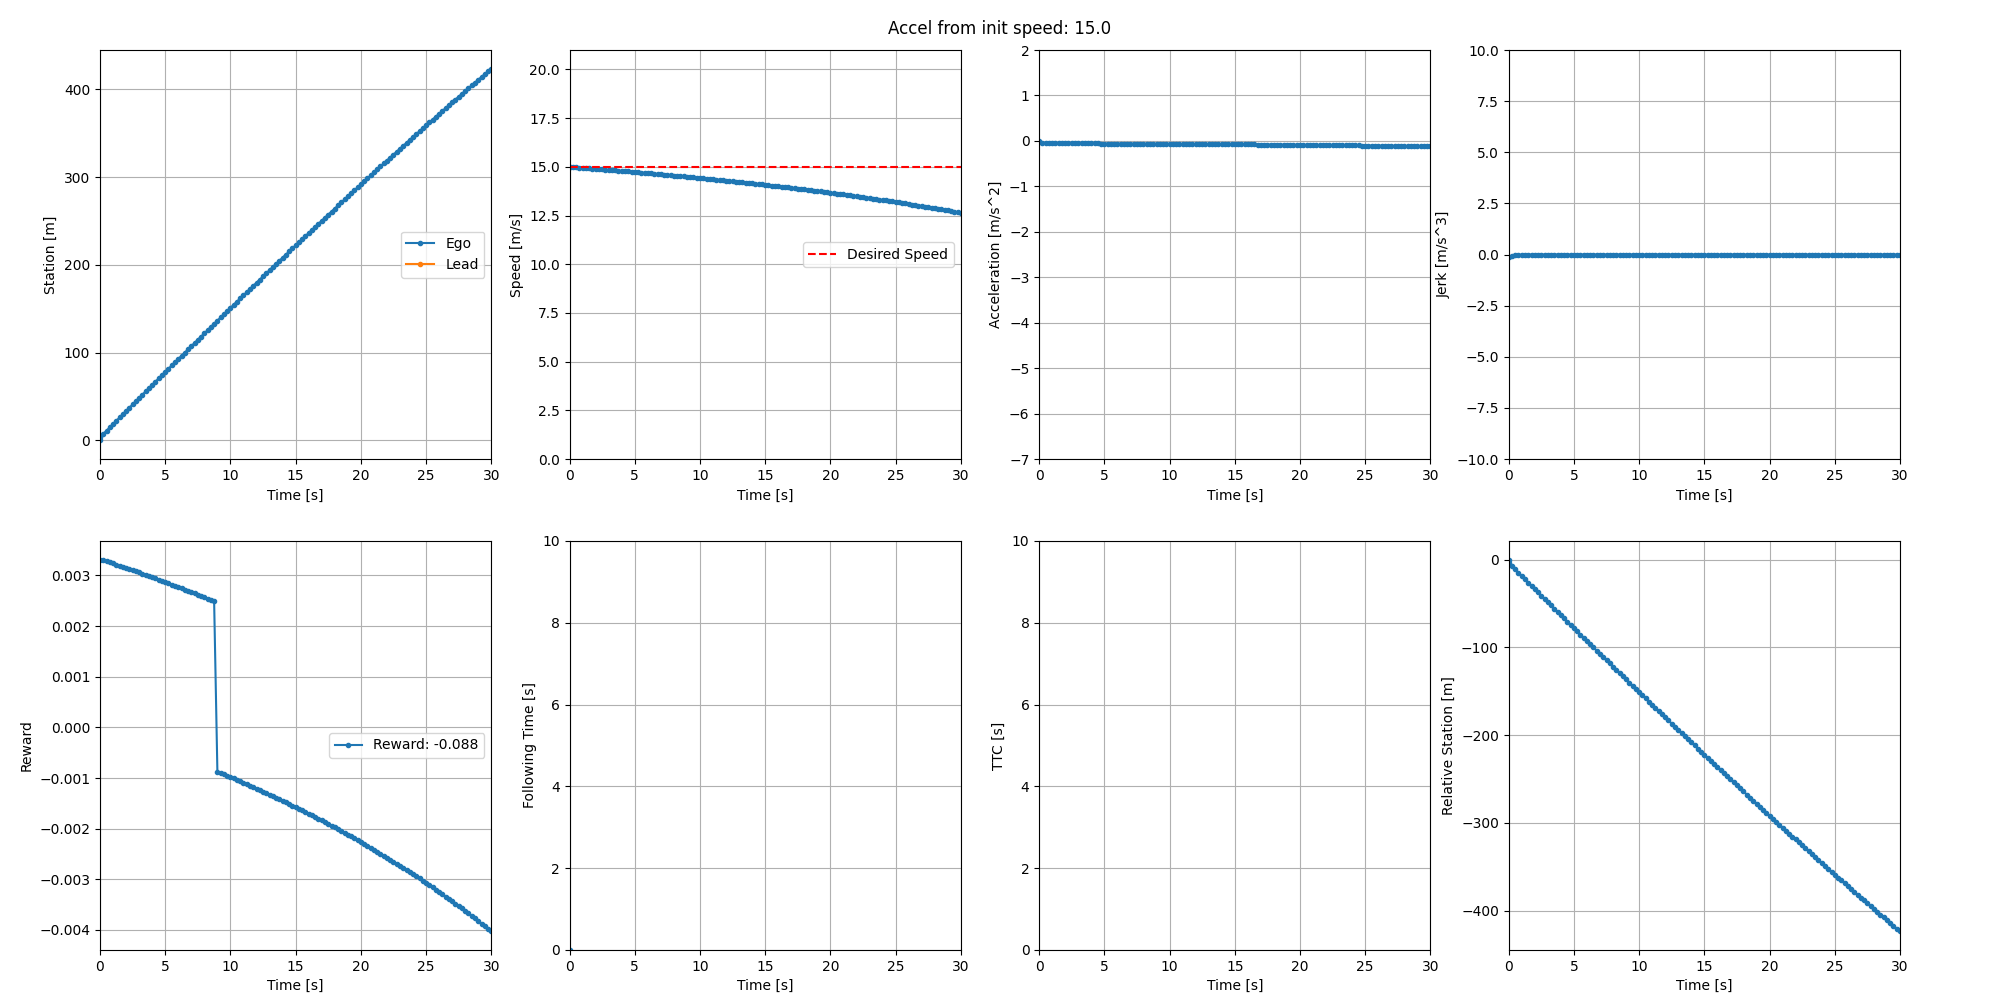 Accel from init speed: 15.0
Station [m]
400
300
200
100
0
Ego
Lead
0 5 10 15 20 25 30
Time [s]
Speed [m/s]
20.0
17.5
15.0
12.5
10.0
7.5
5.0
2.5
0.0
Desired Speed
0 5 10 15 20 25 30
Time [s]
Acceleration [m/s^2]
2
1
0
−1
−2
−3
−4
−5
−6
−7
0 5 10 15 20 25 30
Time [s]
Jerk [m/s^3]
10.0
7.5
5.0
2.5
0.0
−2.5
−5.0
−7.5
−10.0
0 5 10 15 20 25 30
Time [s]
Reward
0.003
0.002
0.001
0.000
−0.001
−0.002
−0.003
−0.004
Reward: -0.088
0 5 10 15 20 25 30
Time [s]
Following Time [s]
10
8
6
4
2
0
0 5 10 15 20 25 30
Time [s]
TTC [s]
10
8
6
4
2
0
0 5 10 15 20 25 30
Time [s]
Relative Station [m]
0
−100
−200
−300
−400
0 5 10 15 20 25 30
Time [s]